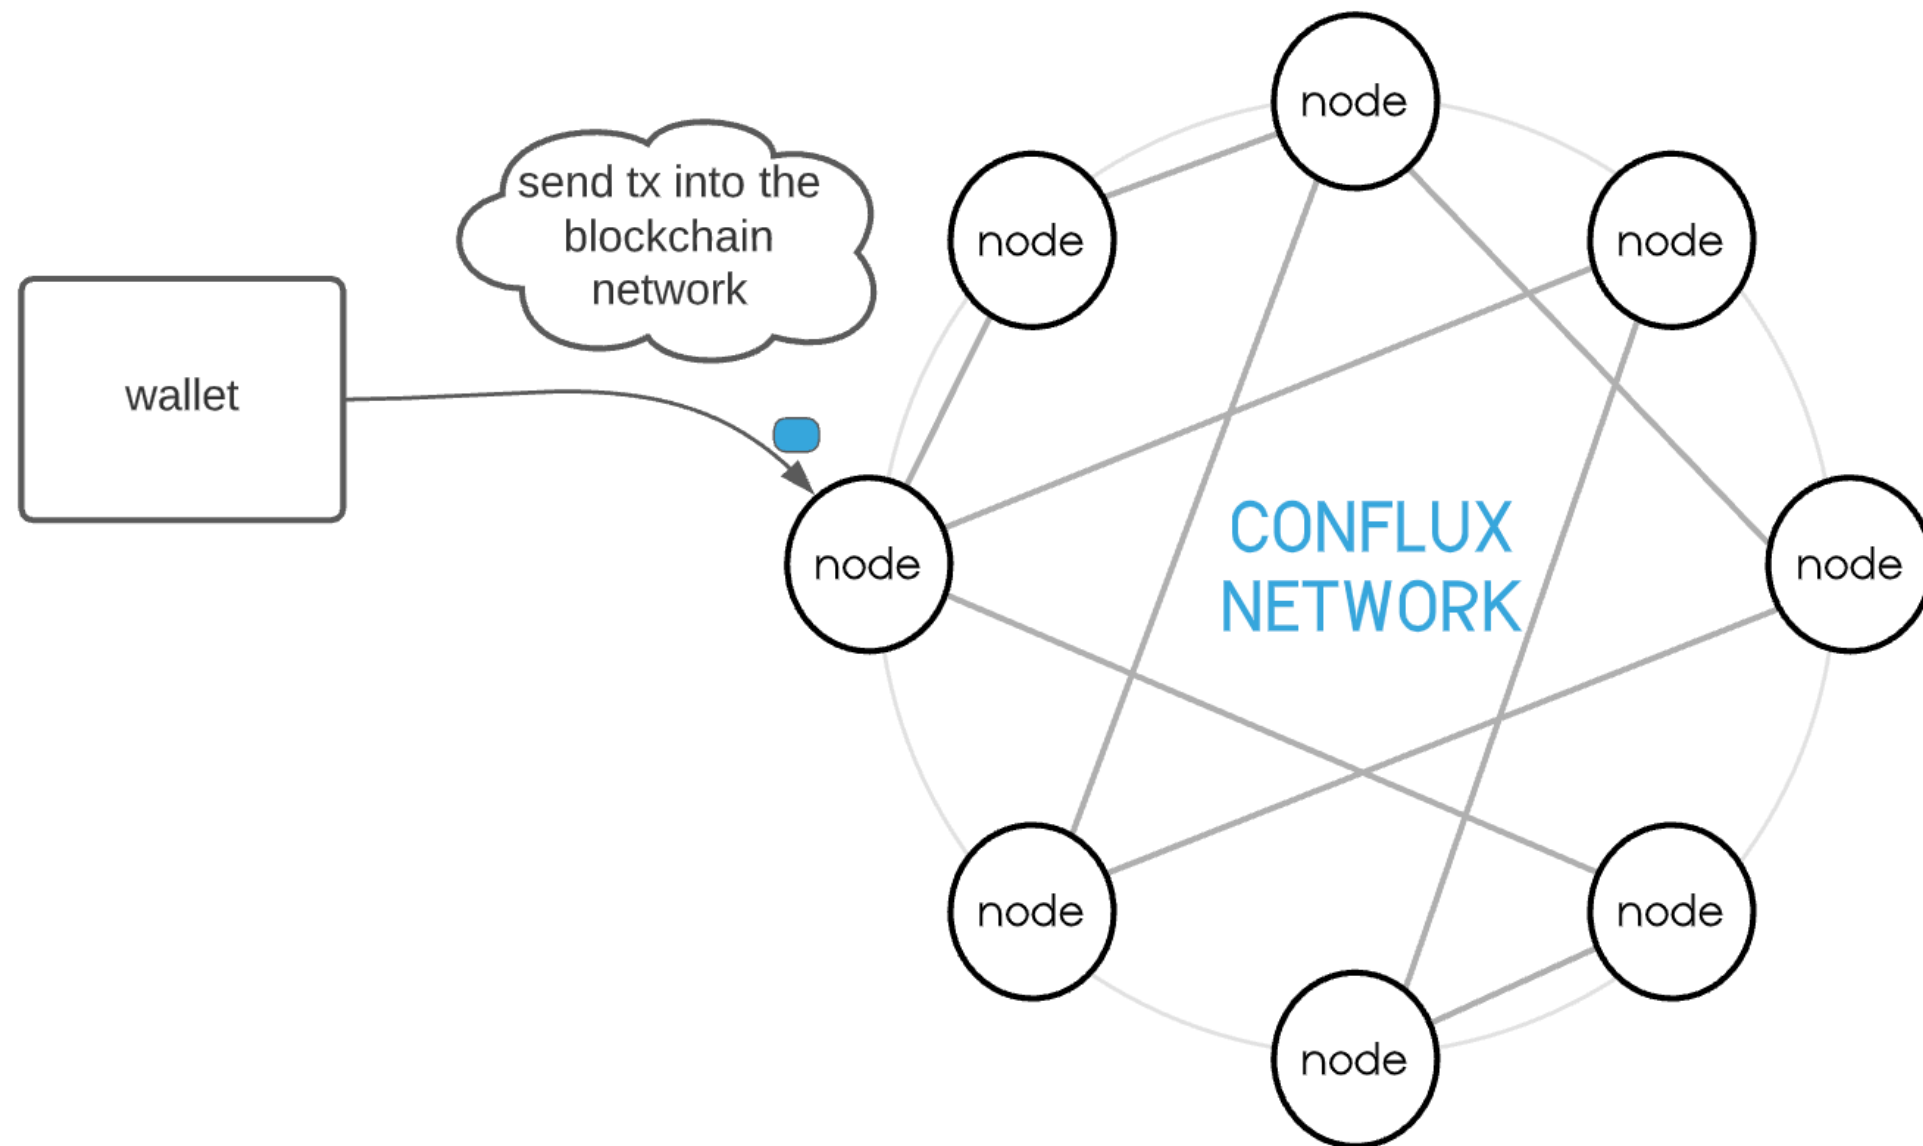 send tx into the
blockchain
network
wallet
node
node
node
node
CONFLUX
NETWORK
node
node
node
node